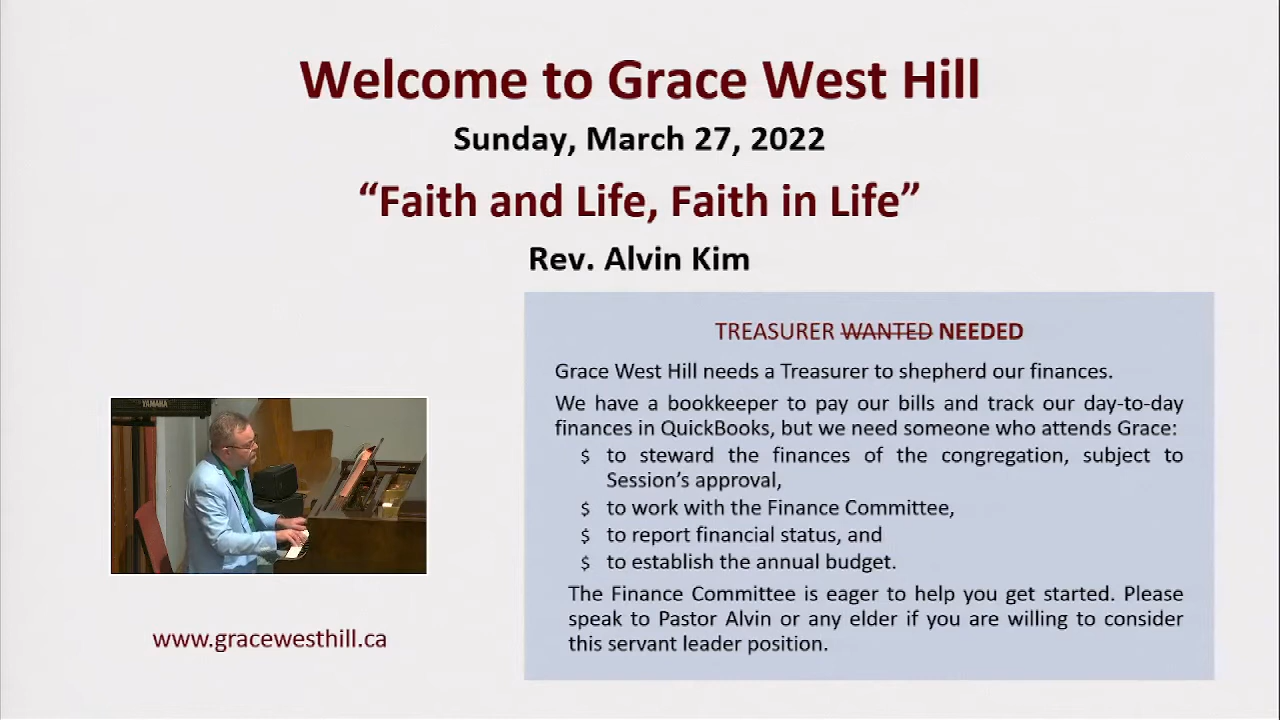 Welcome to Grace West Hill
Sunday, March 27, 2022
“Faith and Life, Faith in Life”
Rev. Alvin Kim
TREASURER WANTED NEEDED
Grace West Hill needs a Treasurer to shepherd our finances.
We have a bookkeeper to pay our bills and track our day-to-day
finances in QuickBooks, but we need someone who attends Grace:
$ to steward the finances of the congregation, subject to
Session’s approval,
$ to work with the Finance Committee,
$ to report financial status, and
$ to establish the annual budget.
The Finance Committee is eager to help you get started. Please
speak to Pastor Alvin or any elder if you are willing to consider
this servant leader position.
YAMAHA
www.gracewesthill.ca